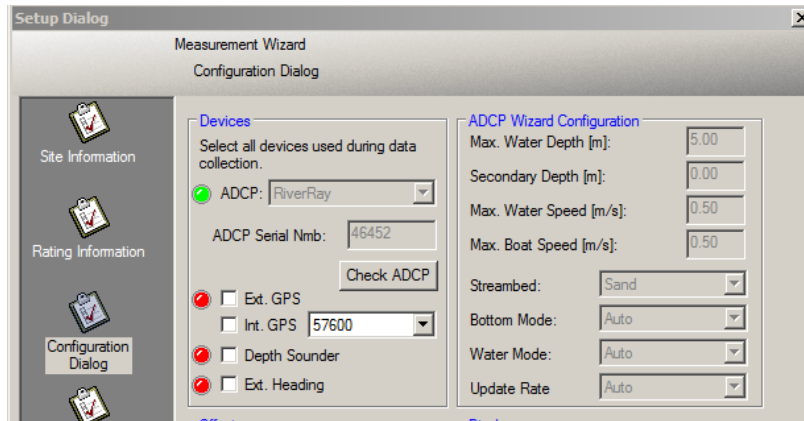 Setup Dialog
Measurement Wizard
Configuration Dialog
Site Information
Rating Information
Configuration
Dialog
Devices
Select all devices used during data
collection.
ADCP: RiverRay
ADCP Serial Nmb: 46452
Check ADCP
Ext. GPS
Int. GPS 57600
Depth Sounder
Ext. Heading
ADCP Wizard Configuration
Max. Water Depth [m]: 5.00
Secondary Depth [m]: 0.00
Max. Water Speed [m/s]: 0.50
Max. Boat Speed [m/s]: 0.50
Streambed: Sand
Bottom Mode: Auto
Water Mode: Auto
Update Rate Auto